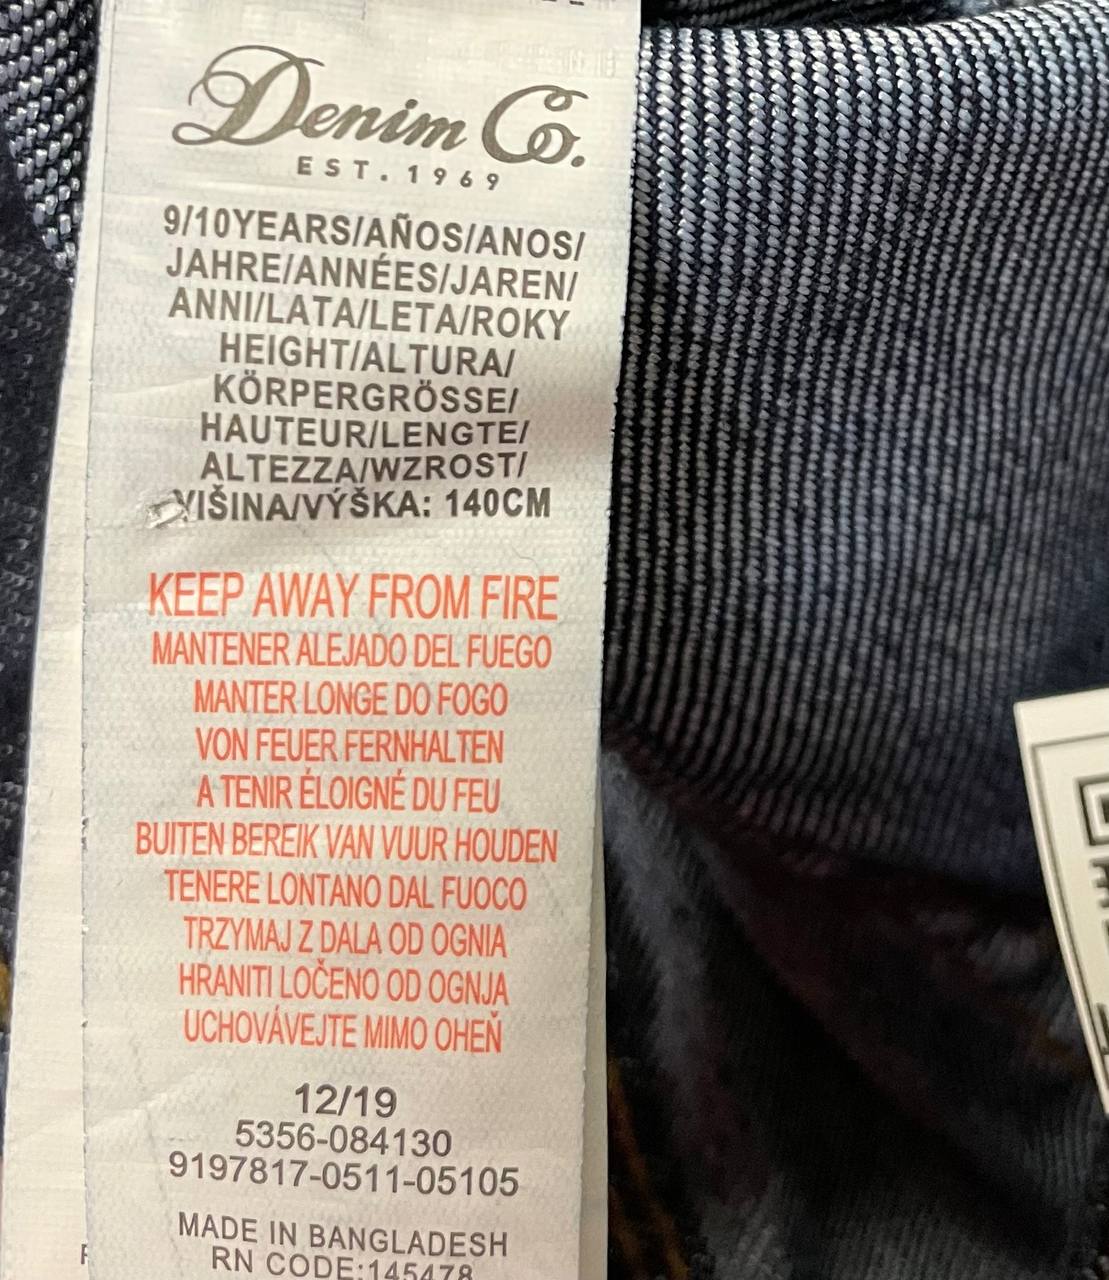 Denim Co.
EST. 1969
9/10YEARS/AÑOS/ANOS/
JAHRE/ANNÉES/JAREN/
ANNI/LATA/LETA/ROKY
HEIGHT/ALTURA/
KÖRPERGRÖSSE/
HAUTEUR/LENGTE/
ALTEZZA/WZROST/
VIŠINA/VÝŠKA: 140CM
KEEP AWAY FROM FIRE
MANTENER ALEJADO DEL FUEGO
MANTER LONGE DO FOGO
VON FEUER FERNHALTEN
A TENIR ÉLOIGNÉ DU FEU
BUITEN BEREIK VAN VUUR HOUDEN
TENERE LONTANO DAL FUOCO
TRZYMAJ Z DALA OD OGNIA
HRANITI LOČENO OD OGNJA
UCHOVÁVEJTE MIMO OHEŇ
12/19
5356-084130
9197817-0511-05105
MADE IN BANGLADESH
RN CODE:145478